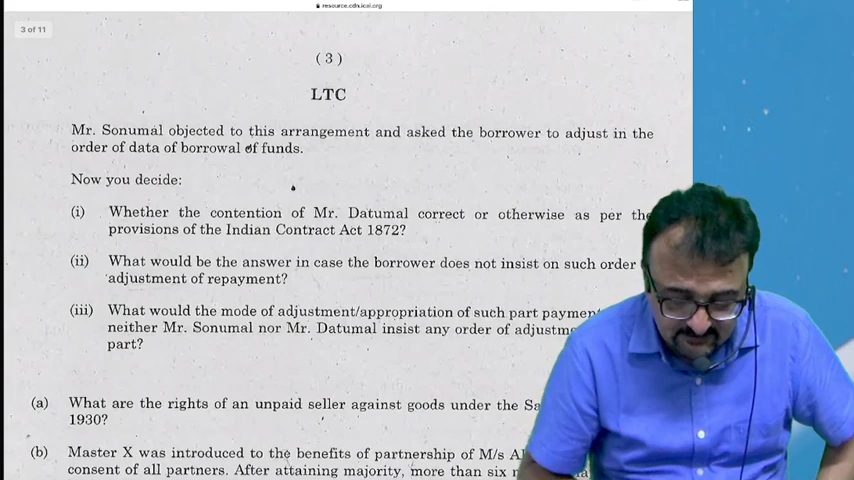 resource.cdn.icai.org
3 of 11
( 3 )
LTC
Mr. Sonumal objected to this arrangement and asked the borrower to adjust in the
order of data of borrowal of funds.
Now you decide:
(i) Whether the contention of Mr. Datumal correct or otherwise as per the
provisions of the Indian Contract Act 1872?
(ii) What would be the answer in case the borrower does not insist on such order
adjustment of repayment?
(iii) What would the mode of adjustment/appropriation of such part payment
neither Mr. Sonumal nor Mr. Datumal insist any order of
part?
(a) What are the rights of an unpaid seller against goods under the
1930?
(b) Master X was introduced to the benefits of partnership of M/s
consent of all partners. After attaining majority, more than six